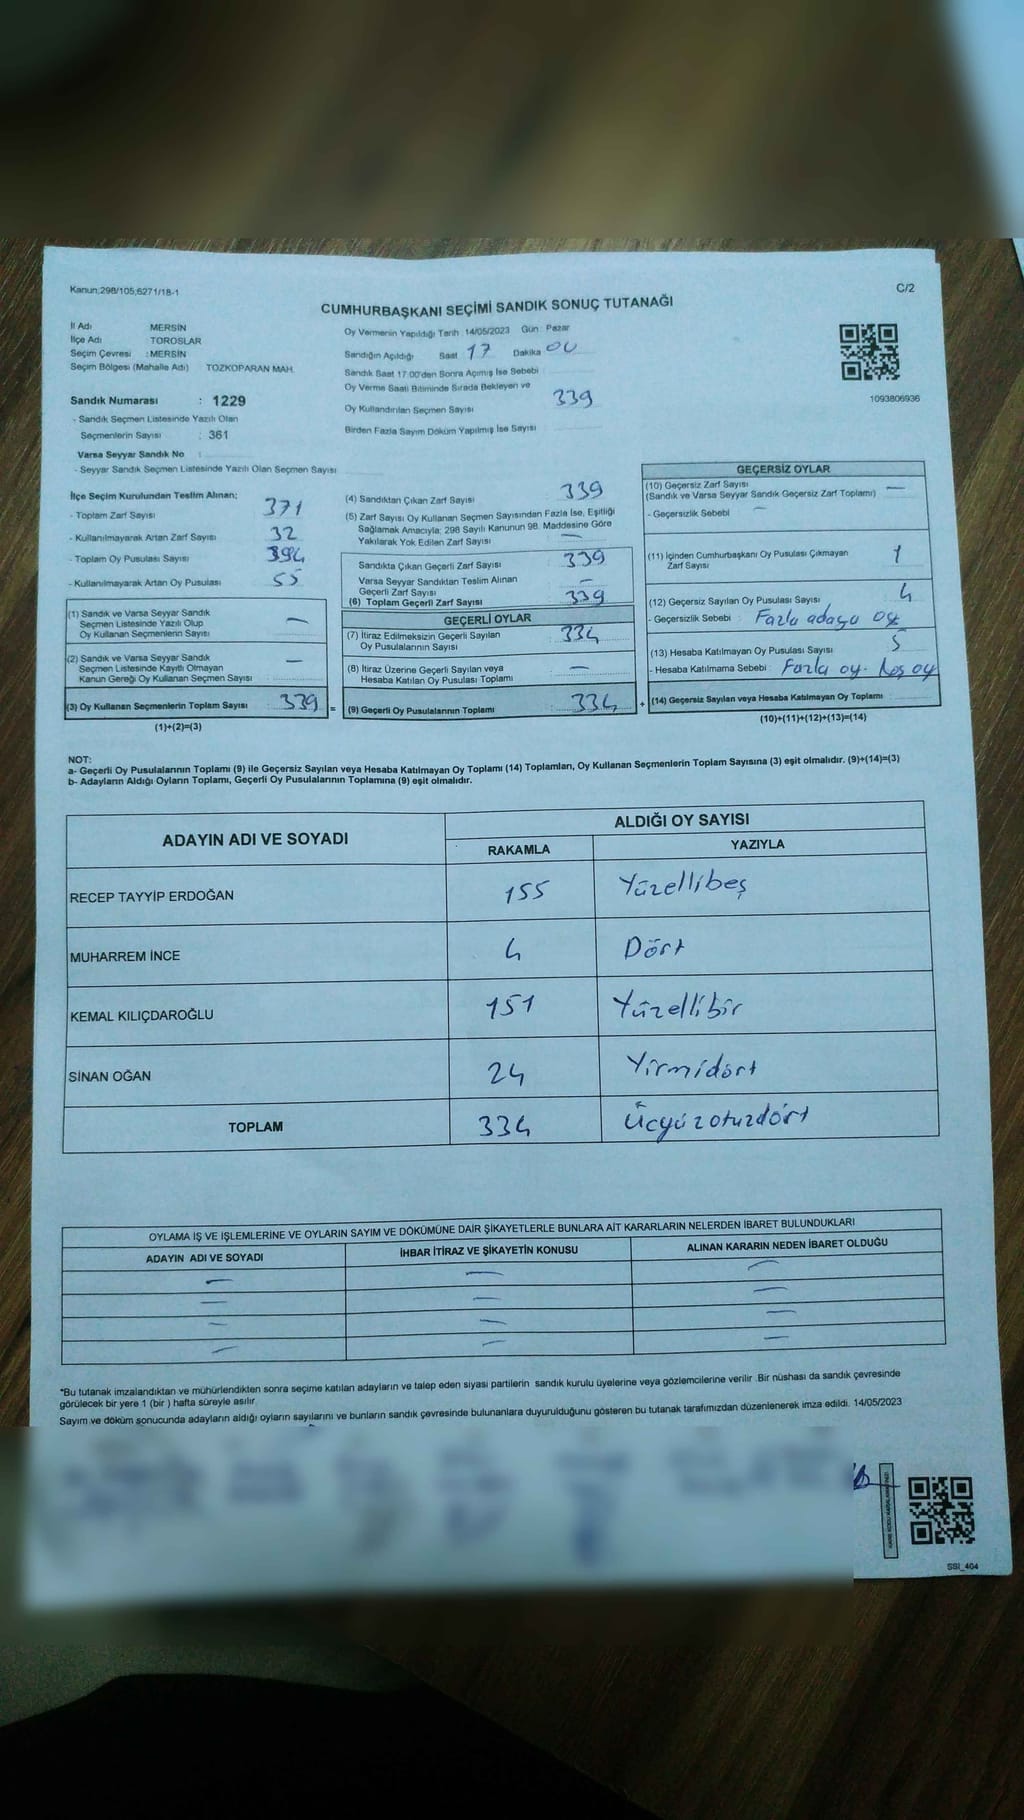 Kanun;298/105,6271/18-1
C/2
CUMHURBAŞKANI SEÇİMİ SANDIK SONUÇ TUTANAĞI
İl Adı MERSİN
İlçe Adı TOROSLAR
Seçim Çevresi : MERSİN
Seçim Bölgesi (Mahalle Adı) TOZKOPARAN MAH.
Sandık Numarası : 1229
- Sandık Seçmen Listesinde Yazılı Olan
Seçmenlerin Sayısı : 361
Varsa Seyyar Sandık No :
- Seyyar Sandık Seçmen Listesinde Yazılı Olan Seçmen Sayısı
Oy Vermenin Yapıldığı Tarih 14/05/2023 Gün : Pazar
Sandığın Açıldığı Saat 17 Dakika 00
Sandık Saat 17:00'den Sonra Açımış İse Sebebi :
Oy Verme Saati Bitiminde Sırada Bekleyen ve
Oy Kullandırılan Seçmen Sayısı 339
Birden Fazla Sayım Döküm Yapılmış İse Sayısı
1093806936
İlçe Seçim Kurulundan Teslim Alınan;
- Toplam Zarf Sayısı 371
- Kullanılmayarak Artan Zarf Sayısı 32
- Toplam Oy Pusulası Sayısı 394
- Kullanılmayarak Artan Oy Pusulası 55
(1) Sandık ve Varsa Seyyar Sandık
Seçmen Listesinde Yazılı Olup
Oy Kullanan Seçmenlerin Sayısı —
(2) Sandık ve Varsa Seyyar Sandık
Seçmen Listesinde Kayıtlı Olmayan
Kanun Gereği Oy Kullanan Seçmen Sayısı —
(3) Oy Kullanan Seçmenlerin Toplam Sayısı : 339 =
(1)+(2)=(3)
(4) Sandıktan Çıkan Zarf Sayısı 339
(5) Zarf Sayısı Oy Kullanan Seçmen Sayısından Fazla İse, Eşitliği
Sağlamak Amacıyla; 298 Sayılı Kanunun 98. Maddesine Göre
Yakılarak Yok Edilen Zarf Sayısı —
Sandıkta Çıkan Geçerli Zarf Sayısı 339
Varsa Seyyar Sandıktan Teslim Alınan
Geçerli Zarf Sayısı —
(6) Toplam Geçerli Zarf Sayısı 339
GEÇERLİ OYLAR
(7) İtiraz Edilmeksizin Geçerli Sayılan
Oy Pusulalarının Sayısı 334
(8) İtiraz Üzerine Geçerli Sayılan veya
Hesaba Katılan Oy Pusulası Toplamı —
(9) Geçerli Oy Pusulalarının Toplamı 334 +
GEÇERSİZ OYLAR
(10) Geçersiz Zarf Sayısı
(Sandık ve Varsa Seyyar Sandık Geçersiz Zarf Toplamı) —
- Geçersizlik Sebebi : —
(11) İçinden Cumhurbaşkanı Oy Pusulası Çıkmayan
Zarf Sayısı 1
(12) Geçersiz Sayılan Oy Pusulası Sayısı 4
- Geçersizlik Sebebi : Fazla adaya oy
(13) Hesaba Katılmayan Oy Pusulası Sayısı 5
- Hesaba Katılmama Sebebi : Fazla oy - Boş oy
(14) Geçersiz Sayılan veya Hesaba Katılmayan Oy Toplamı
(10)+(11)+(12)+(13)=(14)
NOT:
a- Geçerli Oy Pusulalarının Toplamı (9) ile Geçersiz Sayılan veya Hesaba Katılmayan Oy Toplamı (14) Toplamları, Oy Kullanan Seçmenlerin Toplam Sayısına (3) eşit olmalıdır. (9)+(14)=(3)
b- Adayların Aldığı Oyların Toplamı, Geçerli Oy Pusulalarının Toplamına (9) eşit olmalıdır.
ADAYIN ADI VE SOYADI ALDIĞI OY SAYISI
RAKAMLA YAZIYLA
RECEP TAYYİP ERDOĞAN 155 Yüzellibeş
MUHARREM İNCE 4 Dört
KEMAL KILIÇDAROĞLU 151 Yüzellibir
SİNAN OĞAN 24 Yirmidört
TOPLAM 334 Üçyüzotuzdört
OYLAMA İŞ VE İŞLEMLERİNE VE OYLARIN SAYIM VE DÖKÜMÜNE DAİR ŞİKAYETLERLE BUNLARA AİT KARARLARIN NELERDEN İBARET BULUNDUKLARI
ADAYIN ADI VE SOYADI İHBAR İTİRAZ VE ŞİKAYETİN KONUSU ALINAN KARARIN NEDEN İBARET OLDUĞU
— — —
— — —
— — —
— — —
*Bu tutanak imzalandıktan ve mühürlendikten sonra seçime katılan adayların ve talep eden siyasi partilerin sandık kurulu üyelerine veya gözlemcilerine verilir. Bir nüshası da sandık çevresinde
görülecek bir yere 1 (bir ) hafta süreyle asılır.
Sayım ve döküm sonucunda adayların aldığı oyların sayılarını ve bunların sandık çevresinde bulunanlara duyurulduğunu gösteren bu tutanak tarafımızdan düzenlenerek imza edildi. 14/05/2023
SSI_404